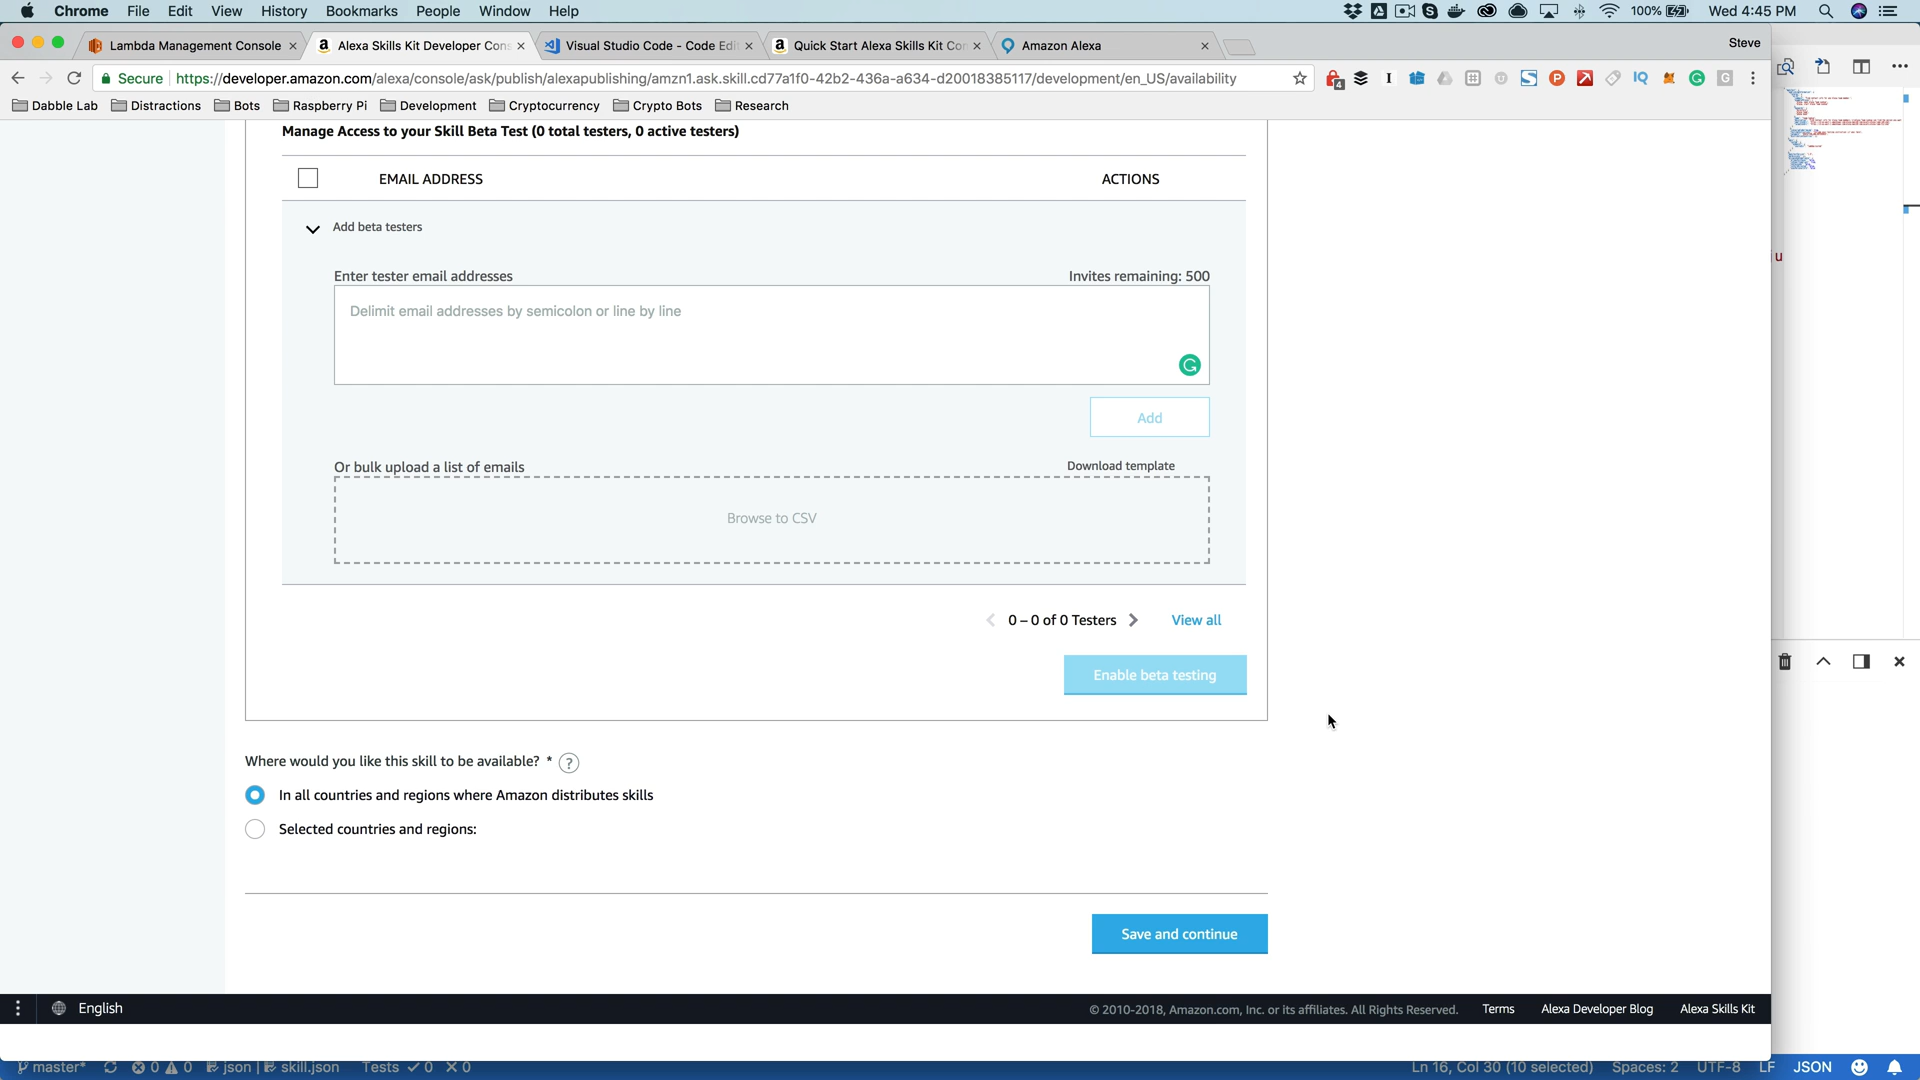 Chrome File Edit View History Bookmarks People Window Help 100% Wed 4:45 PM
Lambda Management Console Alexa Skills Kit Developer Cons Visual Studio Code - Code Edit Quick Start Alexa Skills Kit Con Amazon Alexa Steve
Secure https://developer.amazon.com/alexa/console/ask/publish/alexapublishing/amzn1.ask.skill.cd77a1f0-42b2-436a-a634-d20018385117/development/en_US/availability
Dabble Lab Distractions Bots Raspberry Pi Development Cryptocurrency Crypto Bots Research
Manage Access to your Skill Beta Test (0 total testers, 0 active testers)
EMAIL ADDRESS ACTIONS
Add beta testers
Enter tester email addresses Invites remaining: 500
Delimit email addresses by semicolon or line by line
Add
Or bulk upload a list of emails Download template
Browse to CSV
0 – 0 of 0 Testers View all
Enable beta testing
Where would you like this skill to be available? * ?
In all countries and regions where Amazon distributes skills
Selected countries and regions:
Save and continue
English © 2010-2018, Amazon.com, Inc. or its affiliates. All Rights Reserved. Terms Alexa Developer Blog Alexa Skills Kit
master* 0 0 json | skill.json Tests ✓ 0 ✕ 0 Ln 16, Col 30 (10 selected) Spaces: 2 UTF-8 LF JSON